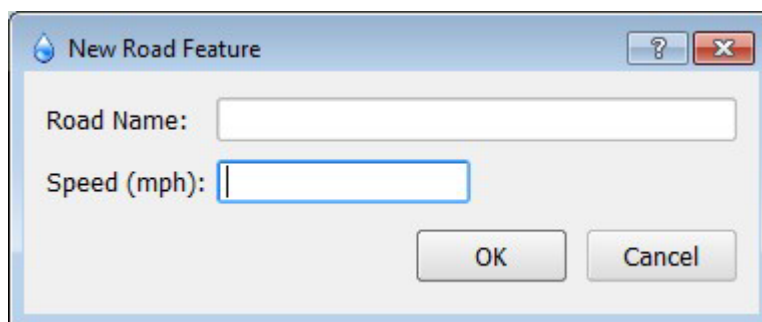 New Road Feature ?
Road Name:
Speed (mph):
OK Cancel